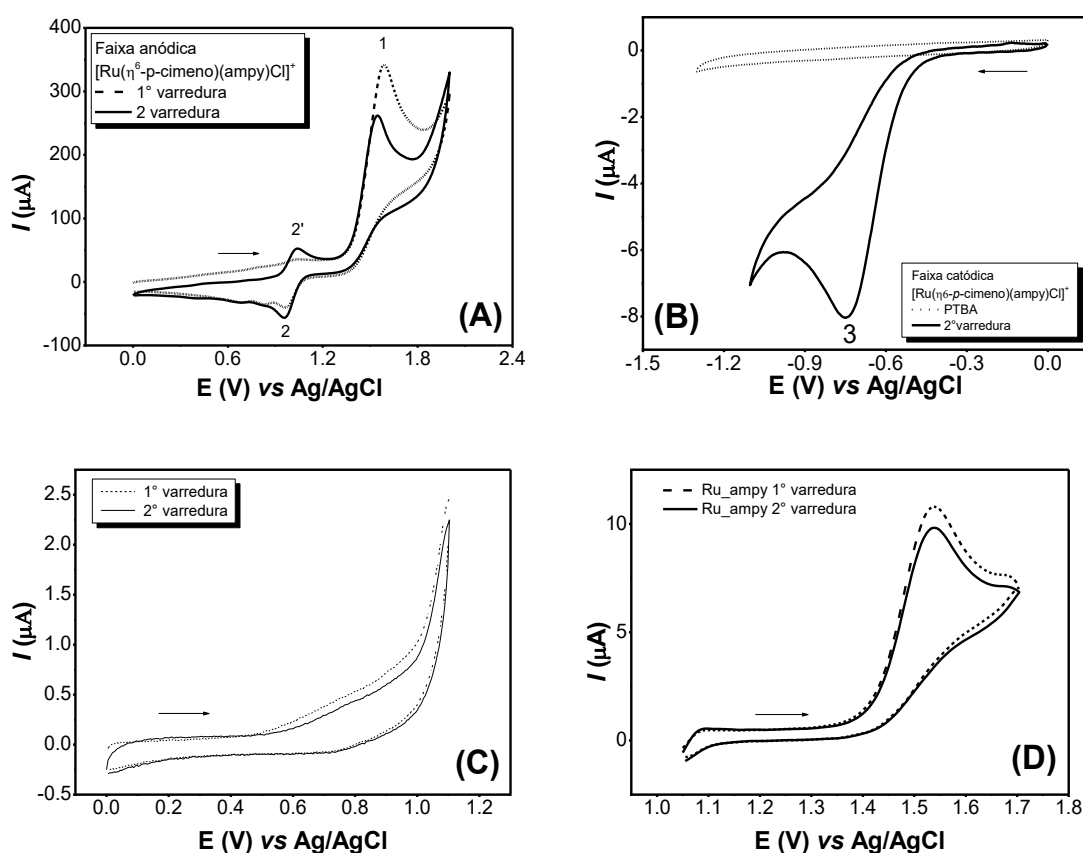 400
300
200
100
0
-100
I (µA)
Faixa anódica
[Ru(η⁶-p-cimeno)(ampy)Cl]⁺
1° varredura
2 varredura
1
2'
2
(A)
0.0 0.6 1.2 1.8 2.4
E (V) vs Ag/AgCl
0
-2
-4
-6
-8
I (µA)
3
(B)
Faixa catódica
[Ru(η6-p-cimeno)(ampy)Cl]⁺
PTBA
2°varredura
-1.5 -1.2 -0.9 -0.6 -0.3 0.0
E (V) vs Ag/AgCl
2.5
2.0
1.5
1.0
0.5
0.0
-0.5
I (µA)
1° varredura
2° varredura
(C)
0.0 0.2 0.4 0.6 0.8 1.0 1.2
E (V) vs Ag/AgCl
10
5
0
I (µA)
Ru_ampy 1° varredura
Ru_ampy 2° varredura
(D)
1.0 1.1 1.2 1.3 1.4 1.5 1.6 1.7 1.8
E (V) vs Ag/AgCl